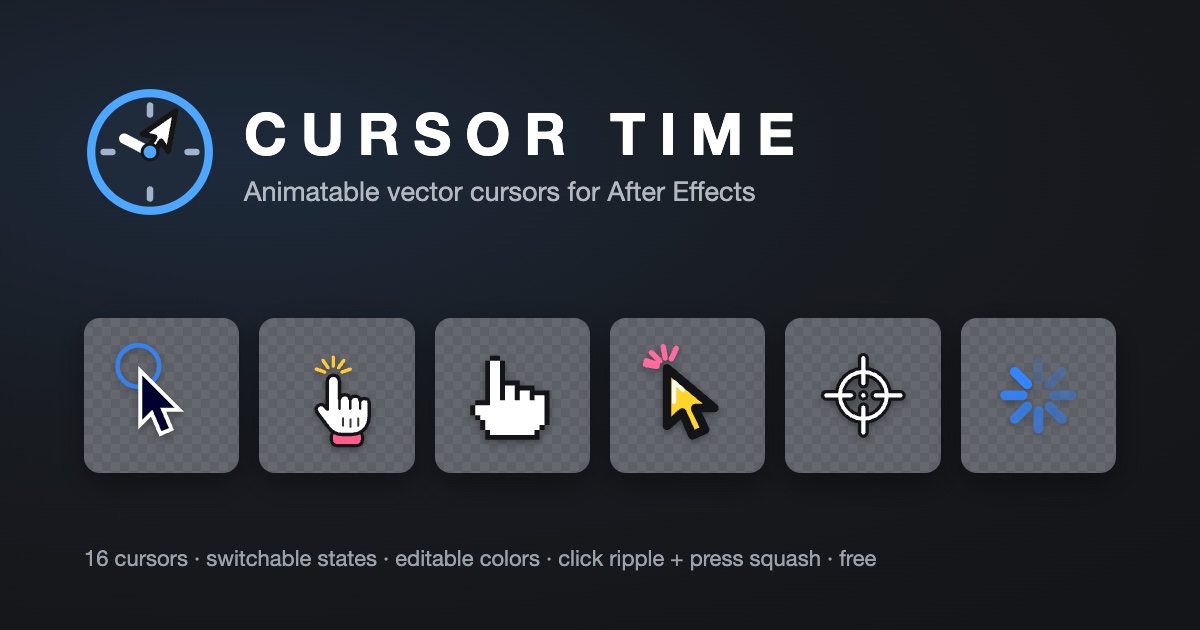 CURSOR TIME
Animatable vector cursors for After Effects
16 cursors · switchable states · editable colors · click ripple + press squash · free